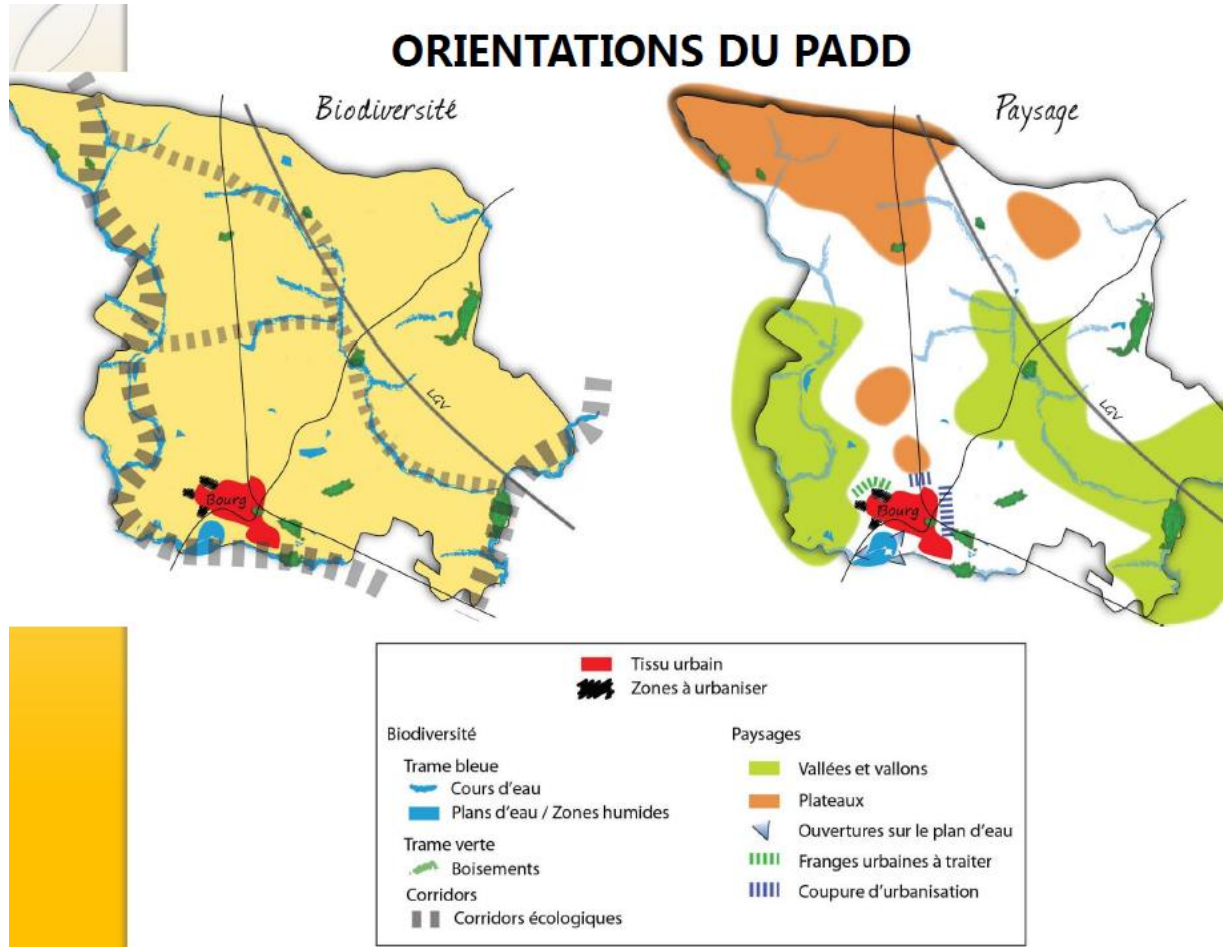 ORIENTATIONS DU PADD
Biodiversité
Paysage
LGV
LGV
Bourg
Bourg
Tissu urbain
Zones à urbaniser
Biodiversité
Trame bleue
Cours d'eau
Plans d'eau / Zones humides
Trame verte
Boisements
Corridors
Corridors écologiques
Paysages
Vallées et vallons
Plateaux
Ouvertures sur le plan d'eau
Franges urbaines à traiter
Coupure d'urbanisation